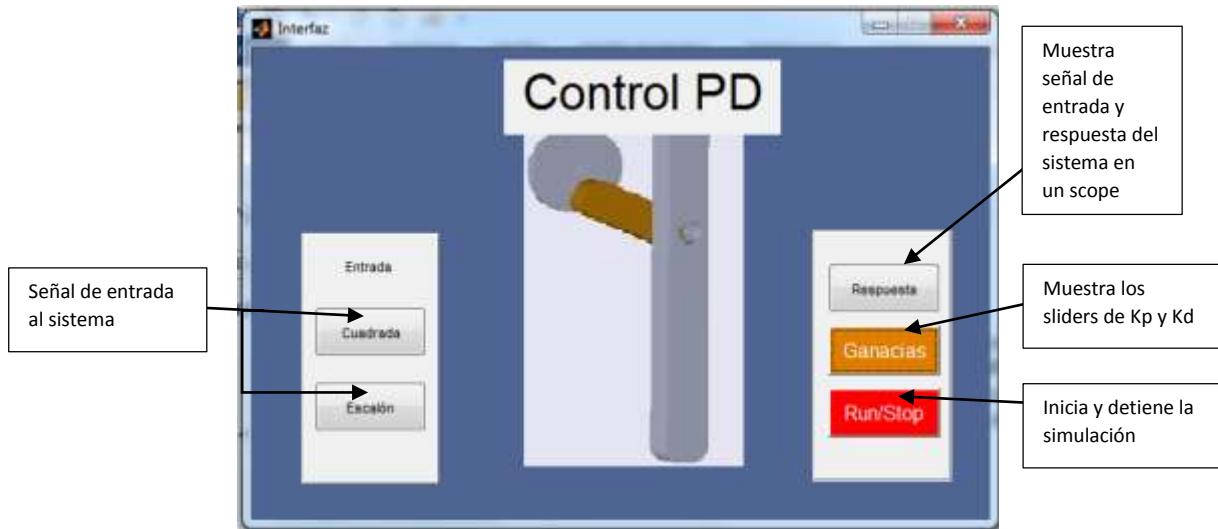 Interfaz
Control PD
Entrada
Cuadrada
Escalón
Respuesta
Ganacias
Run/Stop
Señal de entrada
al sistema
Muestra
señal de
entrada y
respuesta del
sistema en
un scope
Muestra los
sliders de Kp y Kd
Inicia y detiene la
simulación